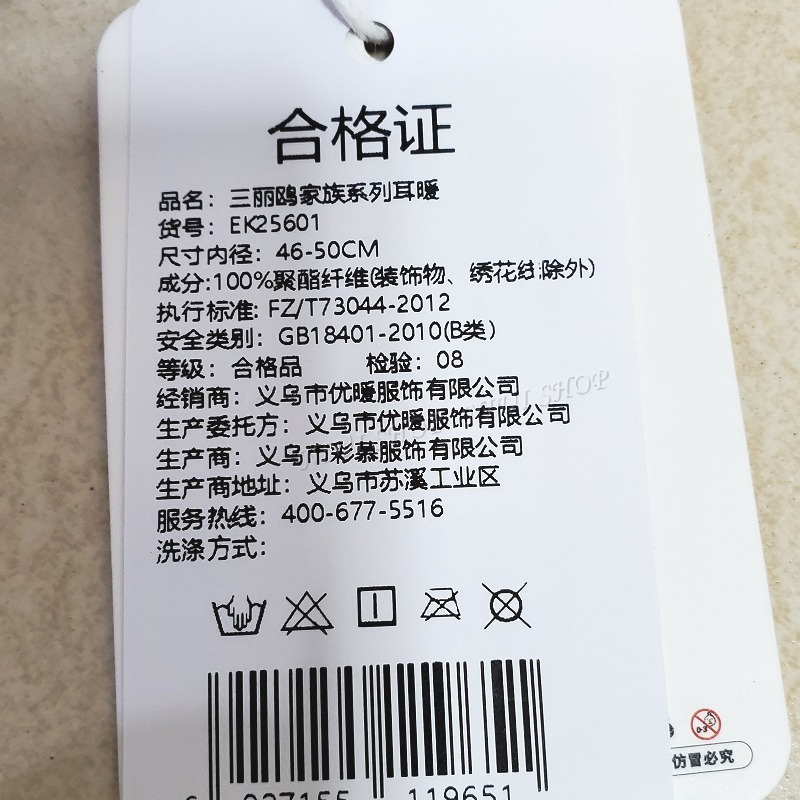 合格证
品名：三丽鸥家族系列耳暖
货号：EK25601
尺寸内径：46-50CM
成分:100%聚酯纤维(装饰物、绣花线除外)
执行标准: FZ/T73044-2012
安全类别：GB18401-2010(B类)
等级：合格品 检验：08
经销商：义乌市优暖服饰有限公司
生产委托方：义乌市优暖服饰有限公司
生产商：义乌市彩慕服饰有限公司
生产商地址：义乌市苏溪工业区
服务热线：400-677-5516
洗涤方式：
SHOP
0-3
仿冒必究
6 927155 119651